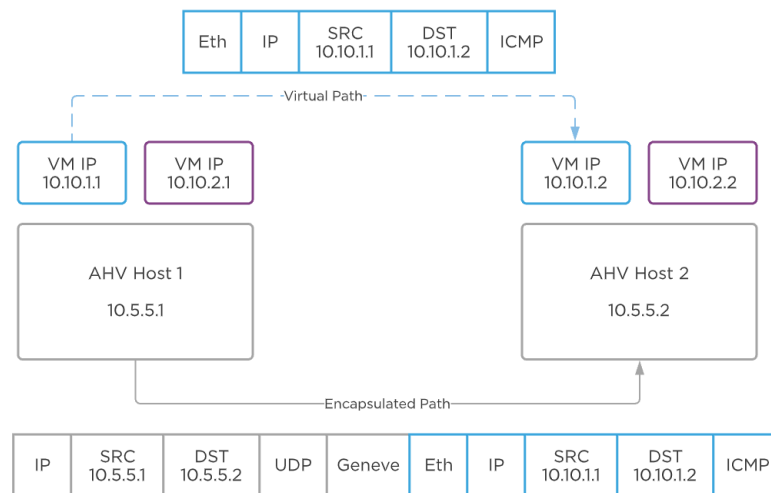 Eth
IP
SRC
10.10.1.1
DST
10.10.1.2
ICMP
Virtual Path
VM IP
10.10.1.1
VM IP
10.10.2.1
VM IP
10.10.1.2
VM IP
10.10.2.2
AHV Host 1
10.5.5.1
AHV Host 2
10.5.5.2
Encapsulated Path
IP
SRC
10.5.5.1
DST
10.5.5.2
UDP
Geneve
Eth
IP
SRC
10.10.1.1
DST
10.10.1.2
ICMP